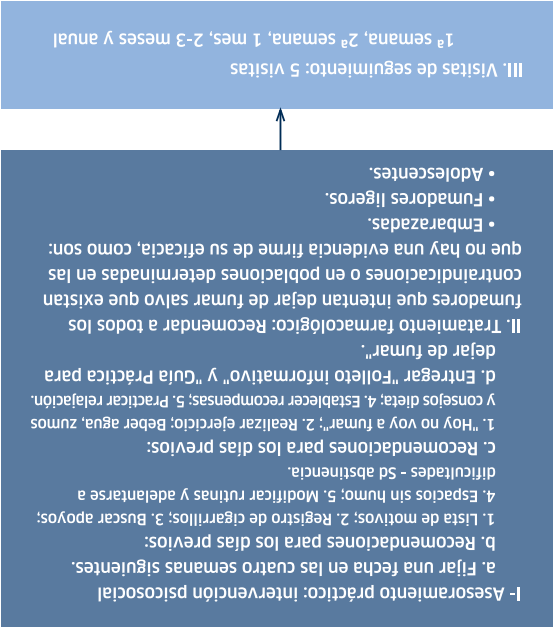 I- Asesoramiento práctico: intervención psicosocial
a. Fijar una fecha en las cuatro semanas siguientes.
b. Recomendaciones para los días previos:
1. Lista de motivos; 2. Registro de cigarrillos; 3. Buscar apoyos;
4. Espacios sin humo; 5. Modificar rutinas y adelantarse a
dificultades - Sd abstinencia.
c. Recomendaciones para los días previos:
1. "Hoy no voy a fumar"; 2. Realizar ejercicio; Beber agua, zumos
y consejos dieta; 4. Establecer recompensas; 5. Practicar relajación.
d. Entregar "Folleto informativo" y "Guía Práctica para
dejar de fumar".
II. Tratamiento farmacológico: Recomendar a todos los
fumadores que intentan dejar de fumar salvo que existan
contraindicaciones o en poblaciones determinadas en las
que no hay una evidencia firme de su eficacia, como son:
• Embarazadas.
• Fumadores ligeros.
• Adolescentes.
III. Visitas de seguimiento: 5 visitas
1ª semana, 2ª semana, 1 mes, 2-3 meses y anual